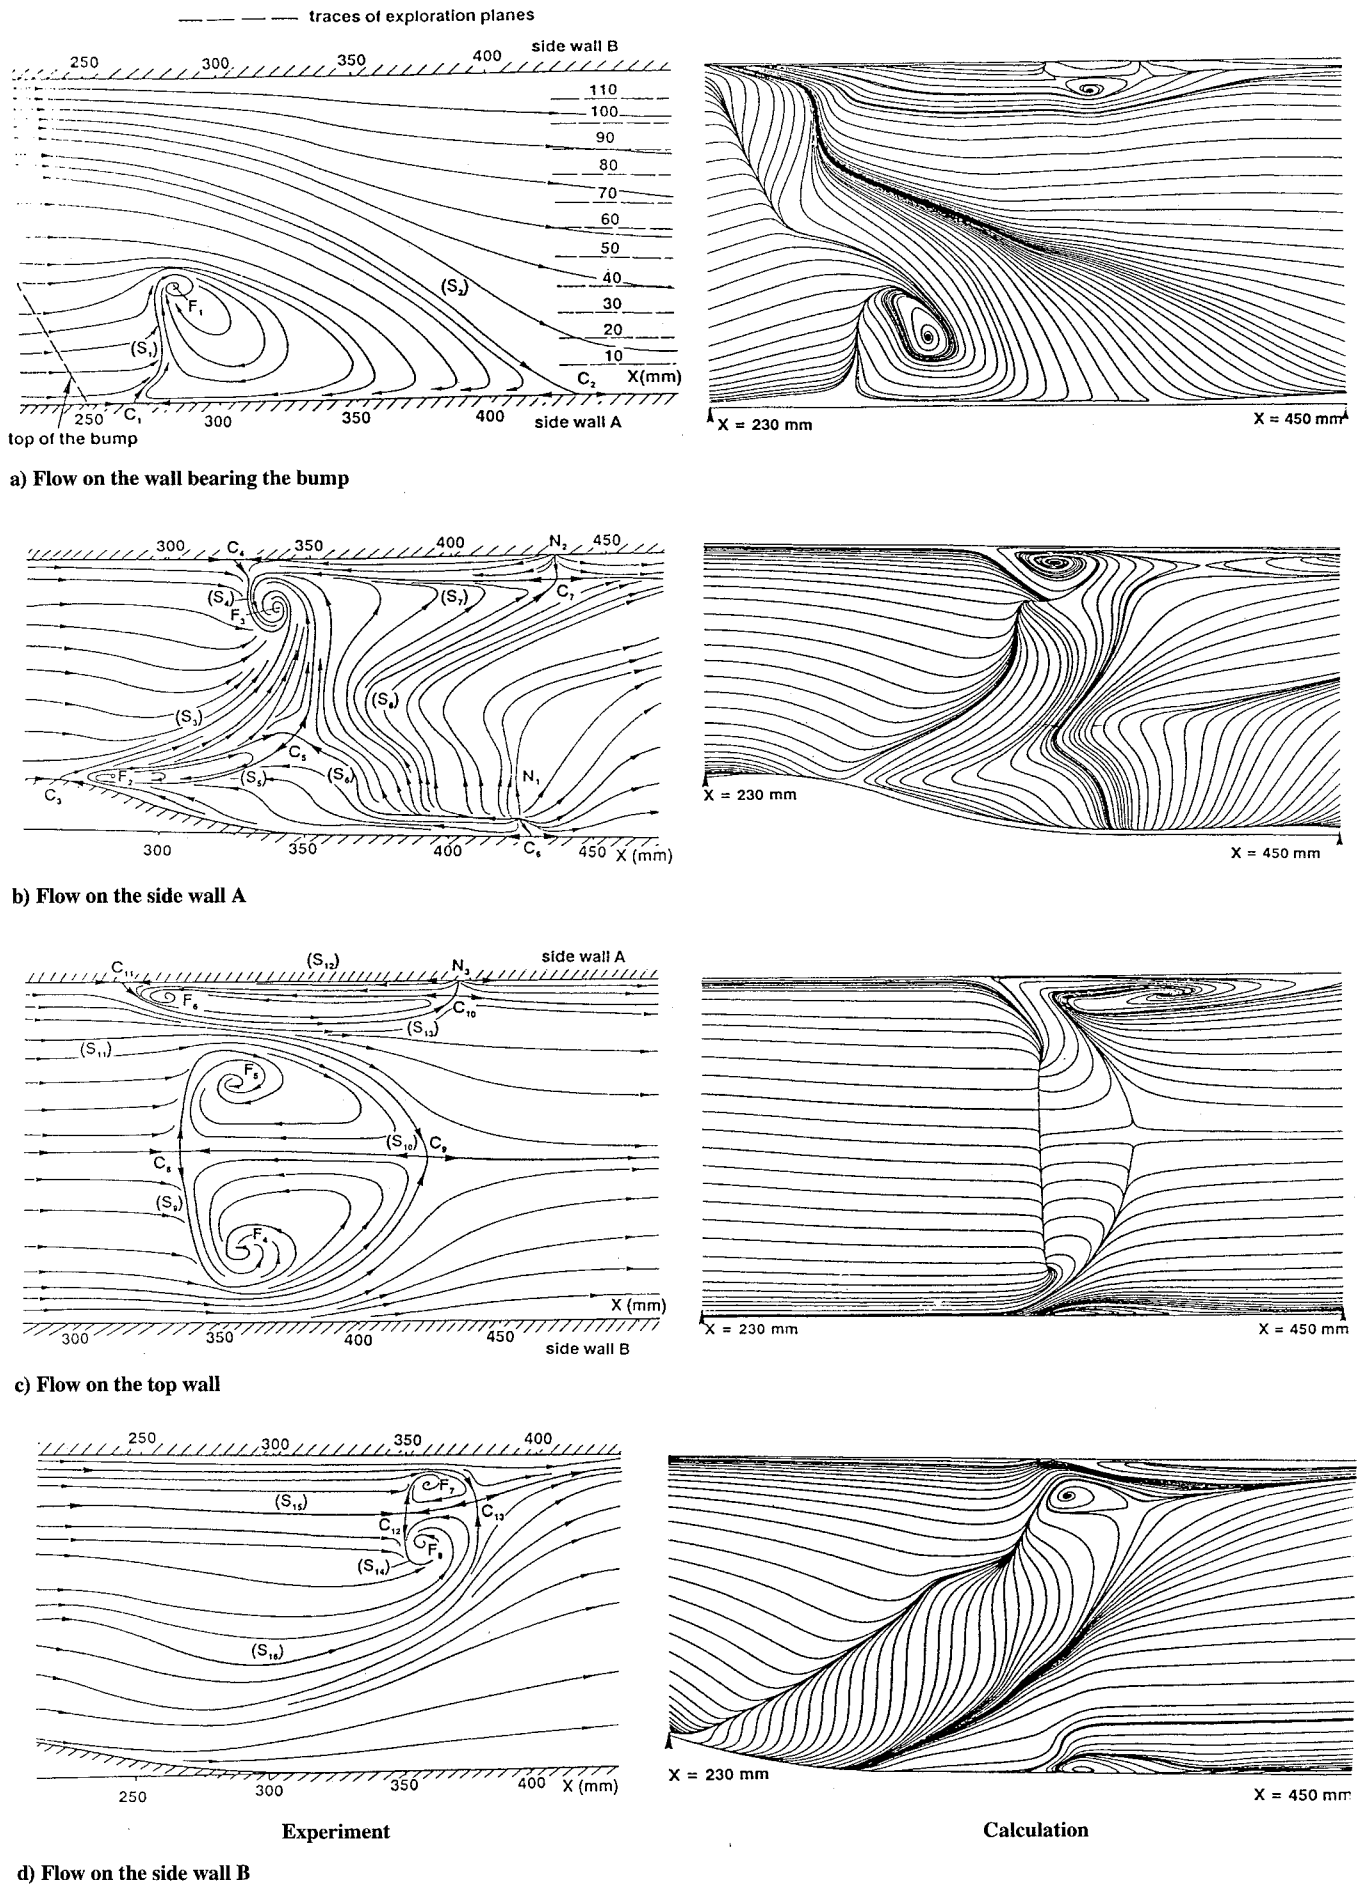 traces of exploration planes
250 300 350 400 side wall B
110
100
90
80
70
60
50
40
30
20
10
(S₂)
F₁
(S₁)
C₂ X(mm)
250 C₁ 300 350 400 side wall A
top of the bump
X = 230 mm X = 450 mm
a) Flow on the wall bearing the bump
300 C₄ 350 400 N₂ 450
(S₄) (S₇) C₇
F₃
(S₈)
(S₃)
C₅
F₂ (S₅) (S₆) N₁
C₃
300 350 400 C₆ 450 X (mm)
X = 230 mm
X = 450 mm
b) Flow on the side wall A
C₁₁ (S₁₂) N₃ side wall A
F₆
C₁₀
(S₁₃)
(S₁₁)
F₅
(S₁₀) C₉
C₈
(S₉)
F₄
X (mm)
300 350 400 450
side wall B
X = 230 mm X = 450 mm
c) Flow on the top wall
250 300 350 400
F₇
(S₁₅)
C₁₂ C₁₃
F₈
(S₁₄)
(S₁₆)
250 300 350 400 X (mm)
X = 230 mm
X = 450 mm
Experiment Calculation
d) Flow on the side wall B